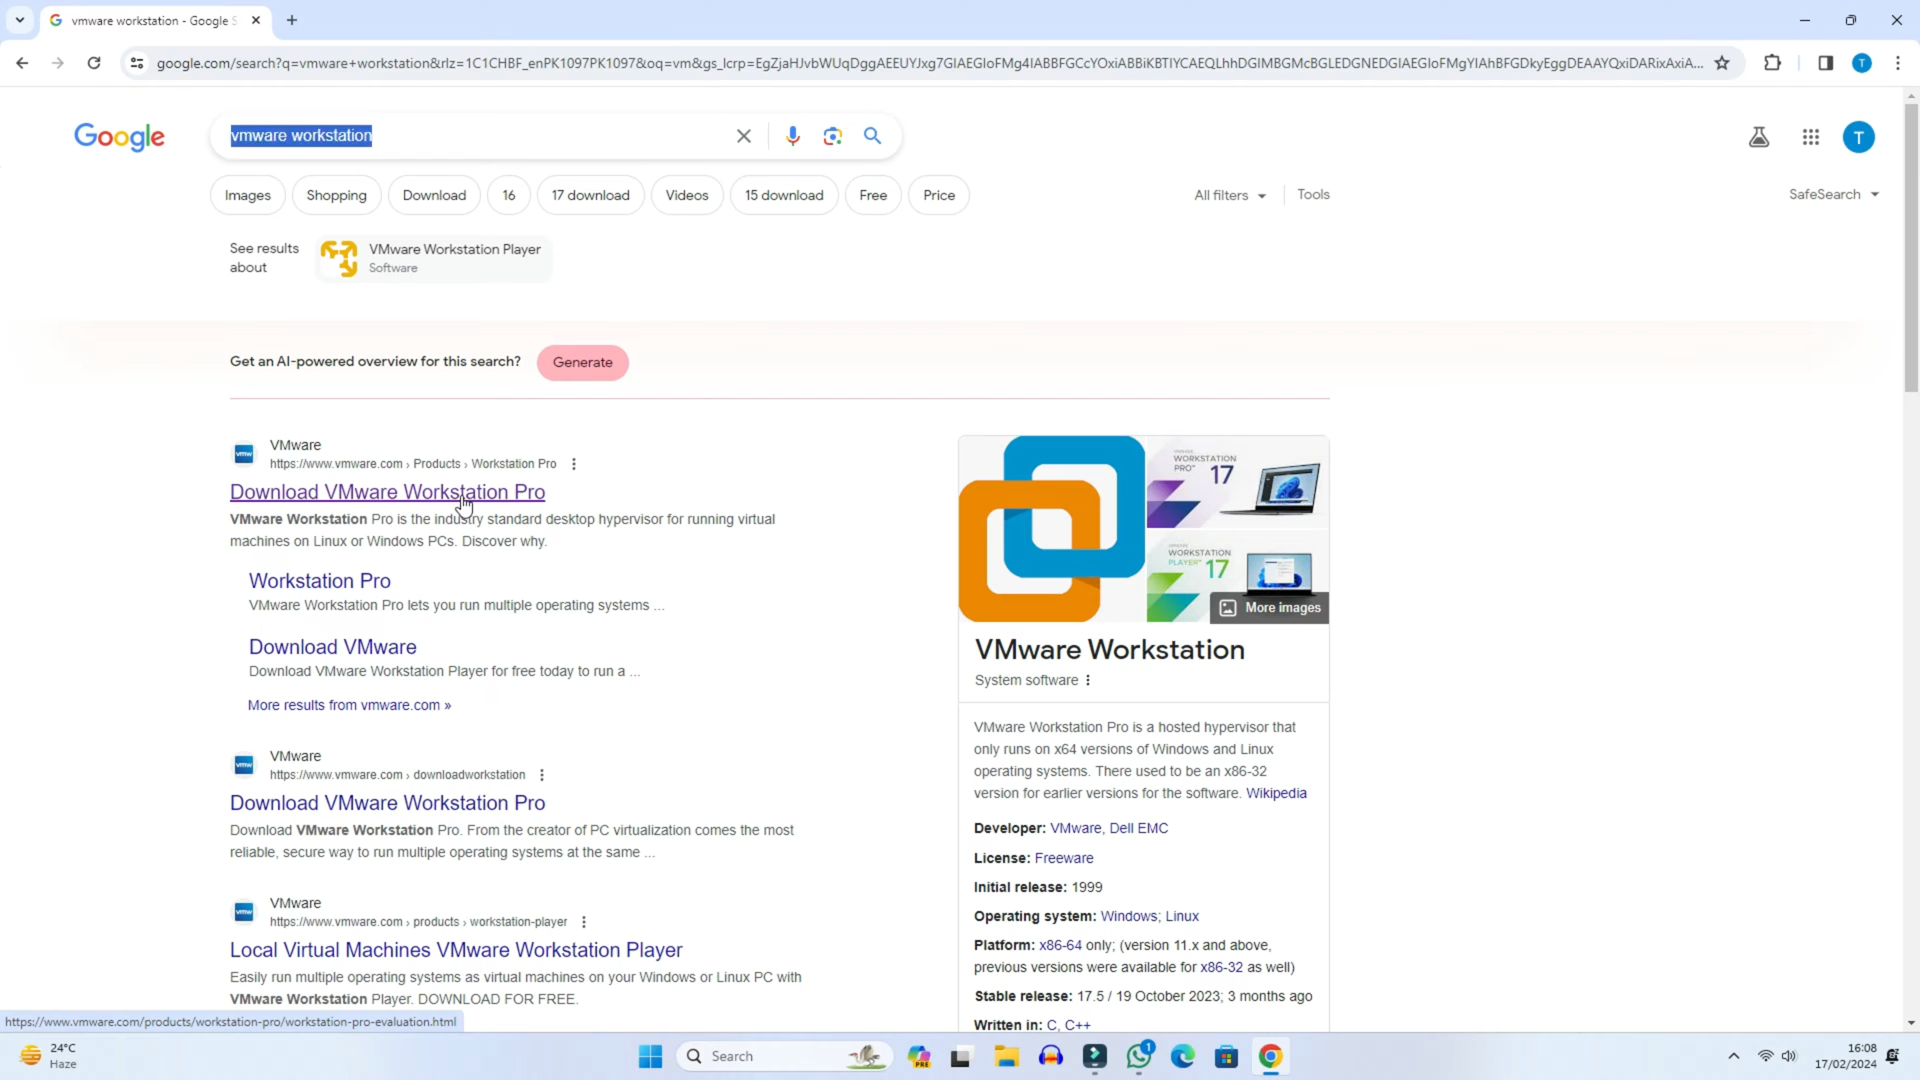 vmware workstation - Google S
google.com/search?q=vmware+workstation&rlz=1C1CHBF_enPK1097PK1097&oq=vm&gs_lcrp=
T
Google
vmware workstation
T
Images
Shopping
Download
16
17 download
Videos
15 download
Free
Price
All filters
Tools
SafeSearch
See results about
VMware Workstation Player
Software
Get an AI-powered overview for this search?
Generate
vmw
VMware
https://www.vmware.com › Products › Workstation Pro
Download VMware Workstation Pro
VMware Workstation Pro is the industry standard desktop hypervisor for running virtual
machines on Linux or Windows PCs. Discover why.
Workstation Pro
VMware Workstation Pro lets you run multiple operating systems ...
Download VMware
Download VMware Workstation Player for free today to run a ...
More results from vmware.com »
vmw
VMware
https://www.vmware.com › downloadworkstation
Download VMware Workstation Pro
Download VMware Workstation Pro. From the creator of PC virtualization comes the most
reliable, secure way to run multiple operating systems at the same ...
vmw
VMware
https://www.vmware.com › products › workstation-player
Local Virtual Machines VMware Workstation Player
Easily run multiple operating systems as virtual machines on your Windows or Linux PC with
VMware Workstation Player. DOWNLOAD FOR FREE.
WORKSTATION
PRO 17
WORKSTATION
PLAYER 17
More images
VMware Workstation
System software
VMware Workstation Pro is a hosted hypervisor that
only runs on x64 versions of Windows and Linux
operating systems. There used to be an x86-32
version for earlier versions for the software. Wikipedia
Developer: VMware, Dell EMC
License: Freeware
Initial release: 1999
Operating system: Windows; Linux
Platform: x86-64 only; (version 11.x and above,
previous versions were available for x86-32 as well)
Stable release: 17.5 / 19 October 2023; 3 months ago
Written in: C, C++
https://www.vmware.com/products/workstation-pro/workstation-pro-evaluation.html
24°C
Haze
Search
PRE
1
16:08
17/02/2024